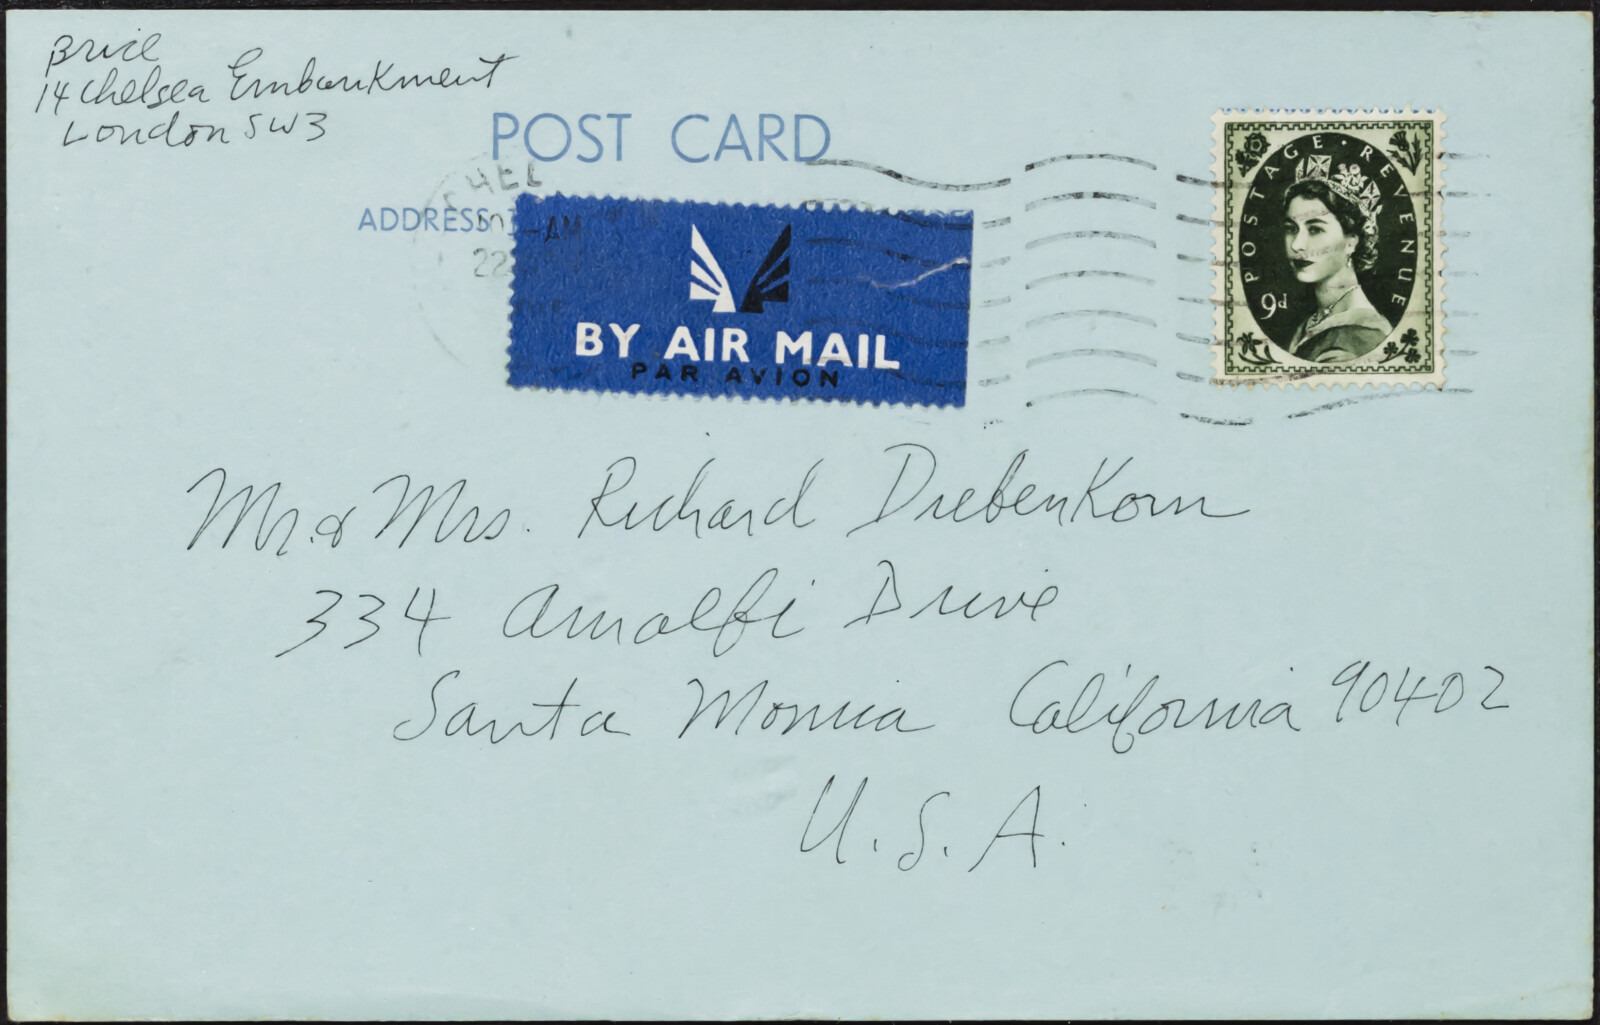 Brice
14 Chelsea Embankment
London SW3
POST CARD
ADDRESS
22
BY AIR MAIL
PAR AVION
POSTAGE · REVENUE
9d
Mr. & Mrs. Richard Diebenkorn
334 Amalfi Drive
Santa Monica California 90402
U.S.A.